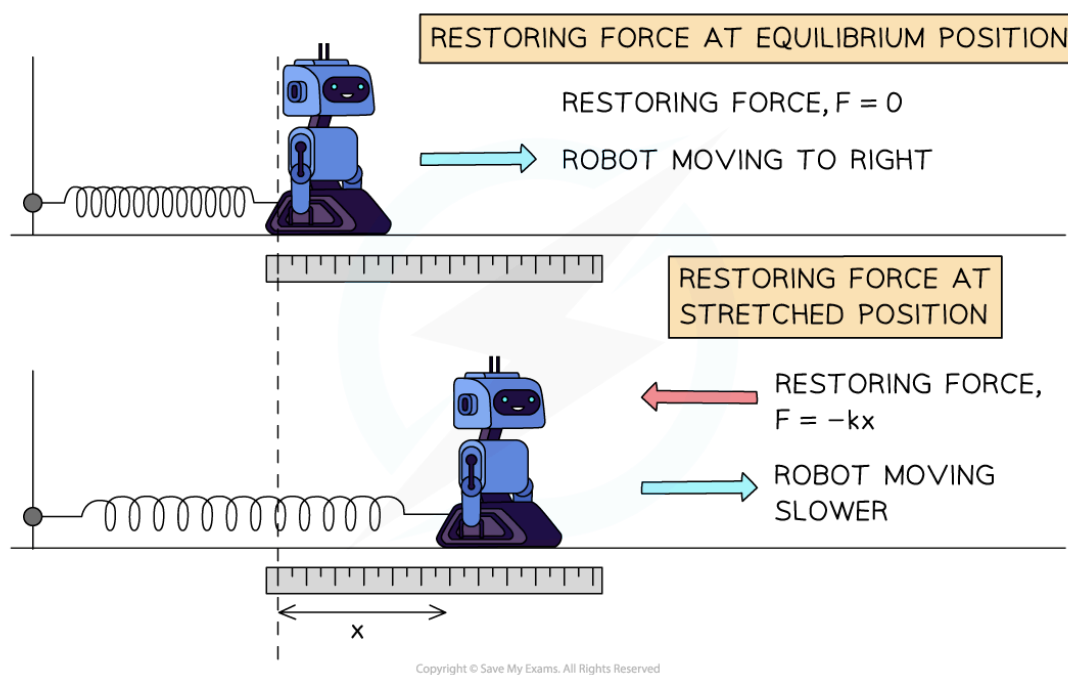 RESTORING FORCE AT EQUILIBRIUM POSITION
RESTORING FORCE, F = 0
ROBOT MOVING TO RIGHT
RESTORING FORCE AT
STRETCHED POSITION
RESTORING FORCE,
F = −kx
ROBOT MOVING
SLOWER
x
Copyright © Save My Exams. All Rights Reserved